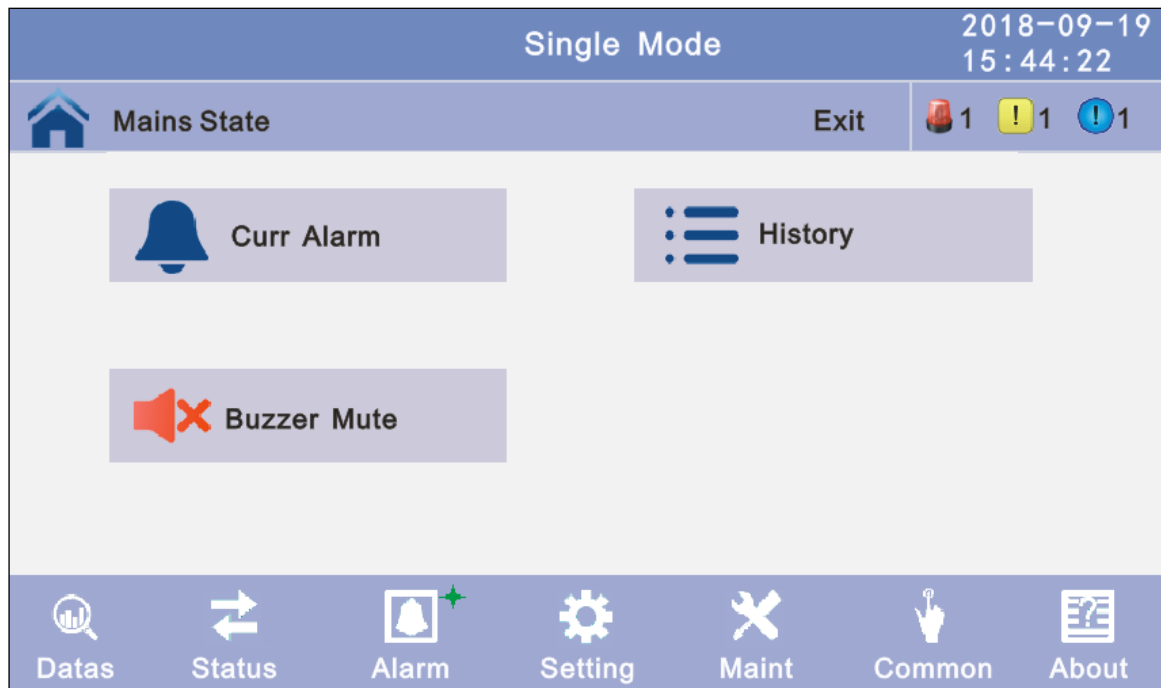 Single Mode
2018-09-19
15:44:22
Mains State Exit 1 ! 1 ! 1
Curr Alarm History
Buzzer Mute
Datas Status Alarm Setting Maint Common About